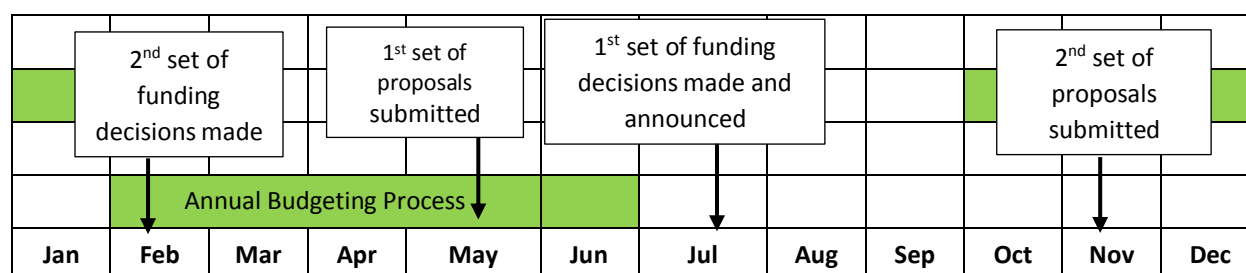 2nd set of
funding
decisions made
1st set of
proposals
submitted
1st set of funding
decisions made and
announced
2nd set of
proposals
submitted
Annual Budgeting Process
Jan Feb Mar Apr May Jun Jul Aug Sep Oct Nov Dec